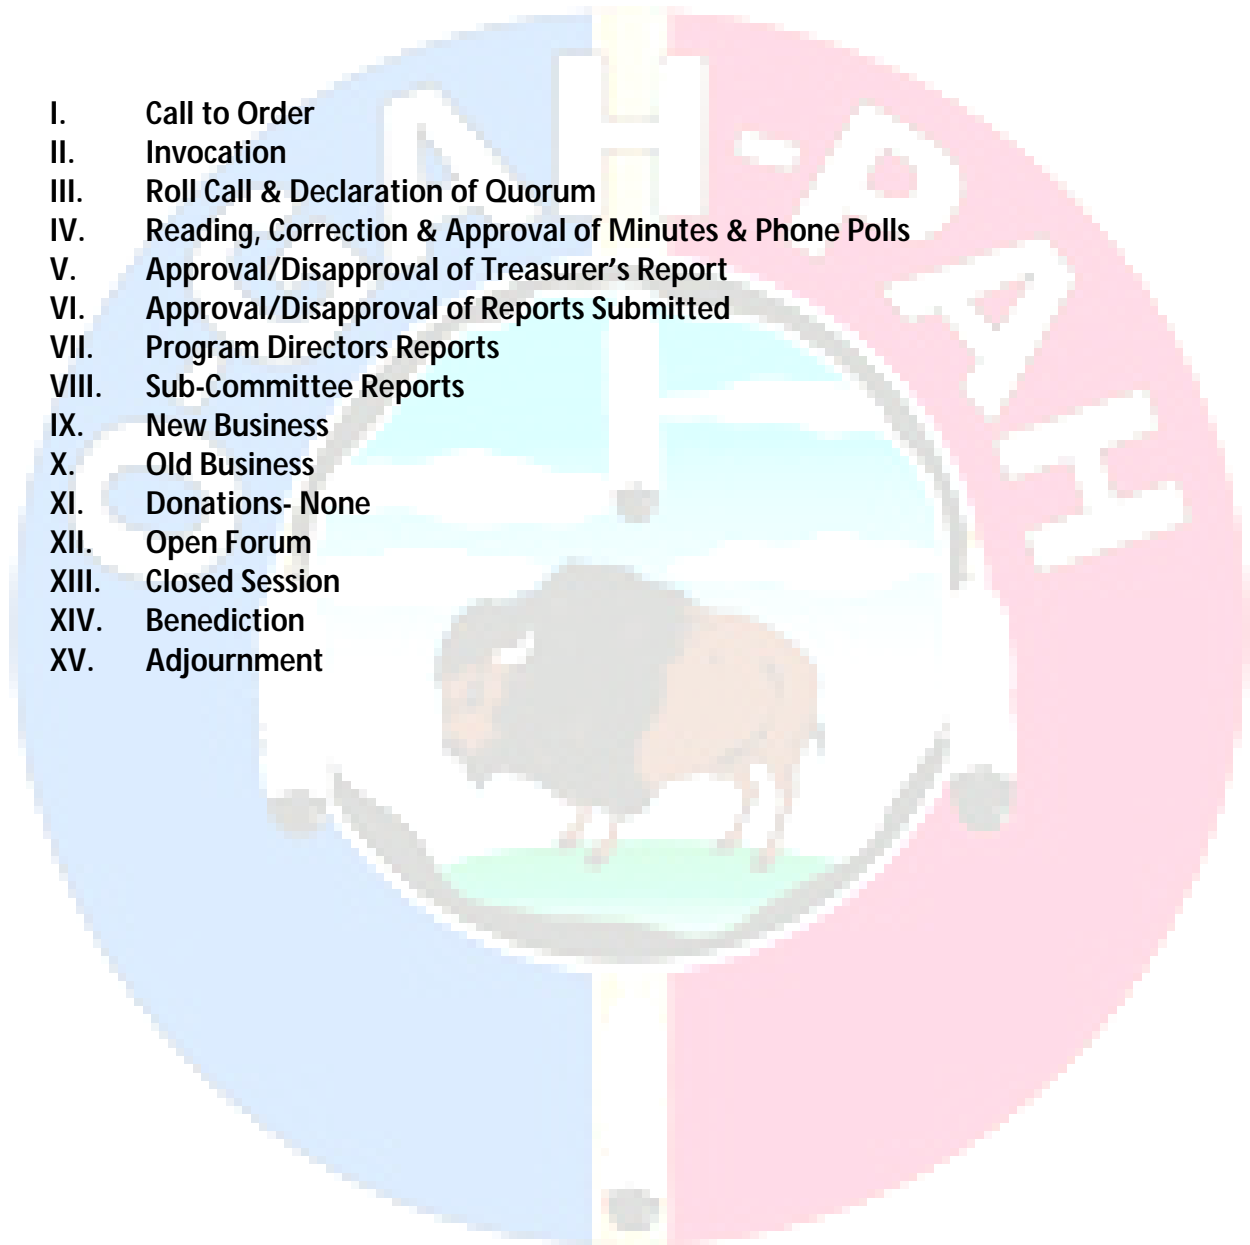 O-GAH-PAH
I. Call to Order
II. Invocation
III. Roll Call & Declaration of Quorum
IV. Reading, Correction & Approval of Minutes & Phone Polls
V. Approval/Disapproval of Treasurer’s Report
VI. Approval/Disapproval of Reports Submitted
VII. Program Directors Reports
VIII. Sub-Committee Reports
IX. New Business
X. Old Business
XI. Donations- None
XII. Open Forum
XIII. Closed Session
XIV. Benediction
XV. Adjournment